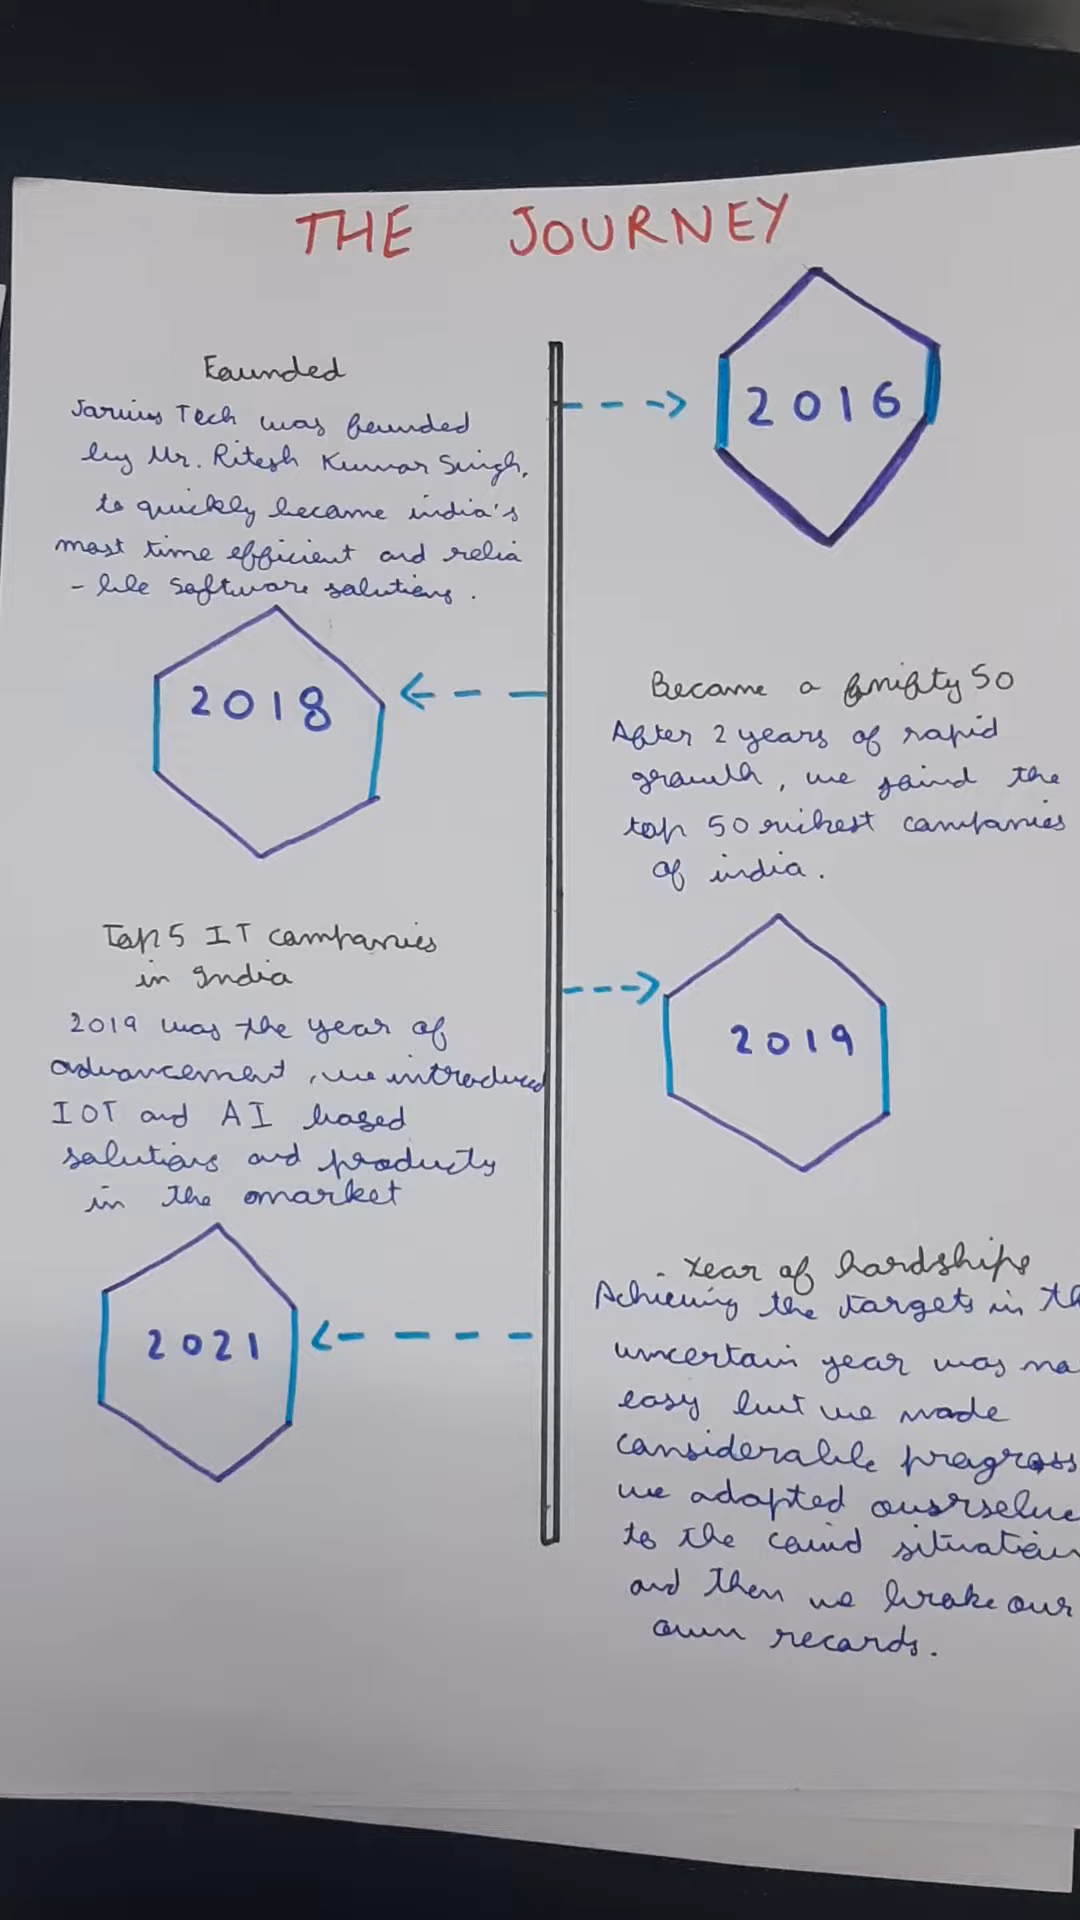 THE JOURNEY
2016
Founded
Jarvius Tech was founded
by Mr. Ritesh Kumar Singh,
to quickly became india's
most time efficient and relia
- ble software solutions.
2018
Became a nifty 50
After 2 years of rapid
growth, we joind the
top 50 richest companies
of india.
2019
Top 5 IT companies
in India
2019 was the year of
advancement, we introduced
IOT and AI based
solutions and products
in the market
2021
Year of hardships
Achieving the targets in th
uncertain year was no
easy but we made
considerable progress
we adapted ourselve
to the covid situation
and then we broke our
own records.